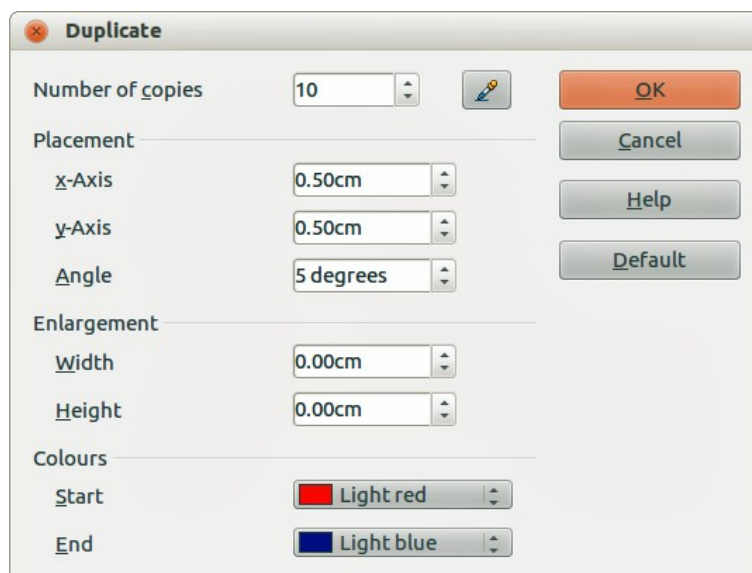 Duplicate
Number of copies 10 OK
Placement Cancel
x-Axis 0.50cm Help
y-Axis 0.50cm
Angle 5 degrees Default
Enlargement
Width 0.00cm
Height 0.00cm
Colours
Start Light red
End Light blue